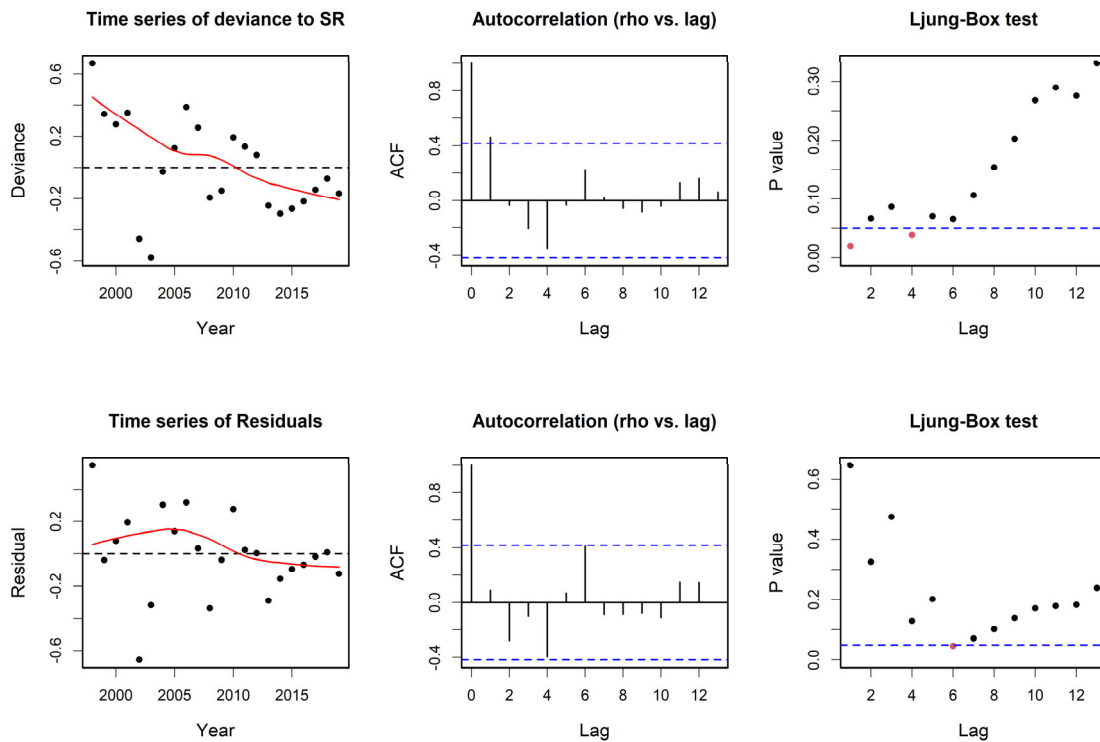 Time series of deviance to SR
Autocorrelation (rho vs. lag)
Ljung-Box test
Deviance
-0.6
-0.2
0.2
0.6
2000 2005 2010 2015
Year
ACF
-0.4
0.0
0.4
0.8
0 2 4 6 8 10 12
Lag
P value
0.00
0.10
0.20
0.30
2 4 6 8 10 12
Lag
Time series of Residuals
Autocorrelation (rho vs. lag)
Ljung-Box test
Residual
-0.6
-0.2
0.2
2000 2005 2010 2015
Year
ACF
-0.4
0.0
0.4
0.8
0 2 4 6 8 10 12
Lag
P value
0.0
0.2
0.4
0.6
2 4 6 8 10 12
Lag